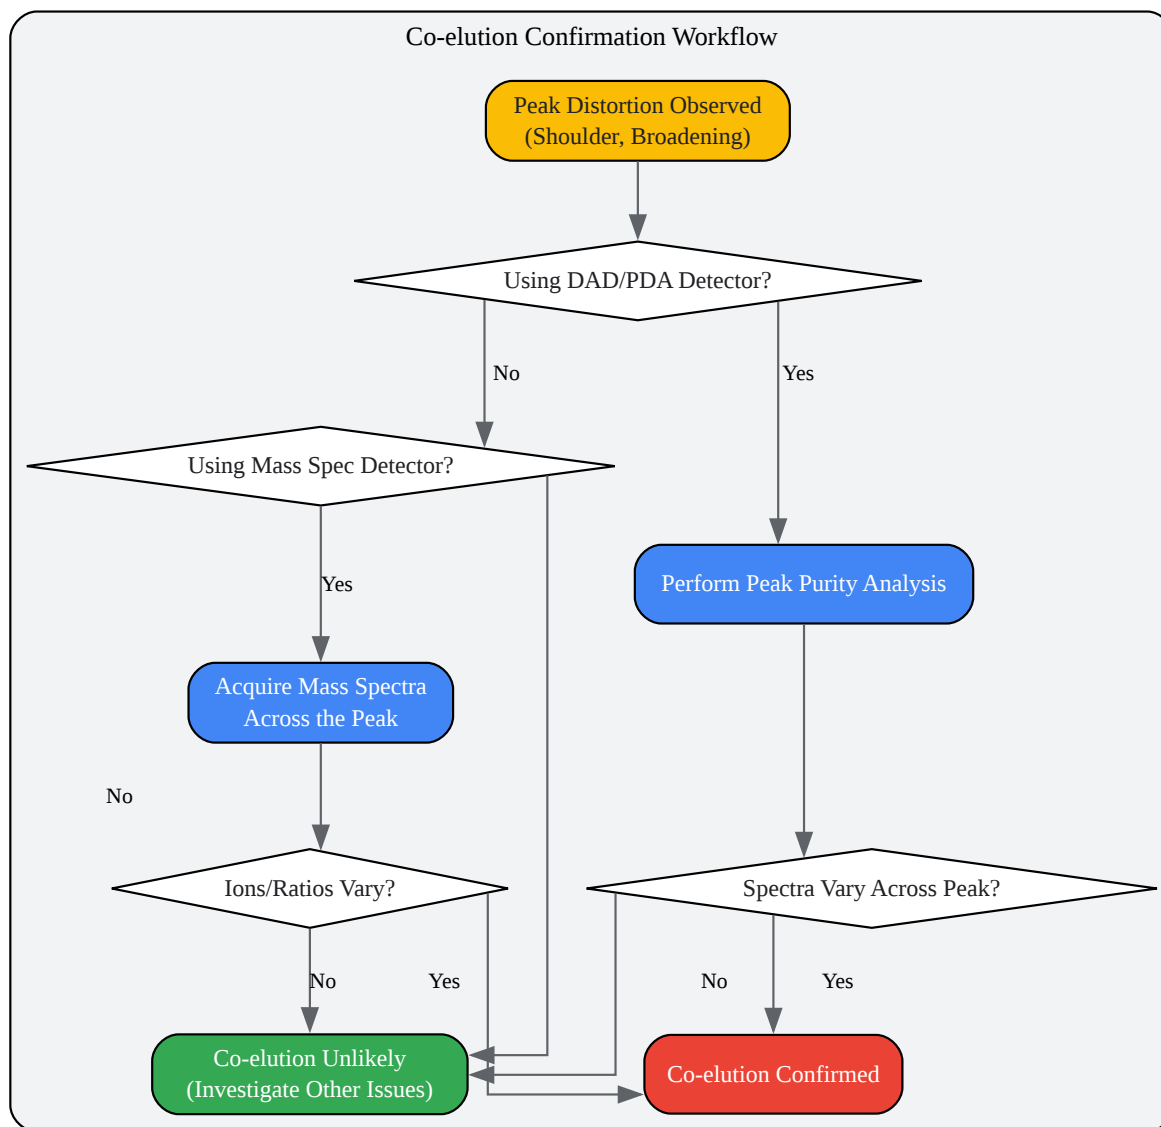 Co-elution Confirmation Workflow
Peak Distortion Observed
(Shoulder, Broadening)
Using DAD/PDA Detector?
No
Yes
Using Mass Spec Detector?
Yes
Perform Peak Purity Analysis
Acquire Mass Spectra
Across the Peak
No
Ions/Ratios Vary?
Spectra Vary Across Peak?
No
Yes
No
Yes
Co-elution Unlikely
(Investigate Other Issues)
Co-elution Confirmed